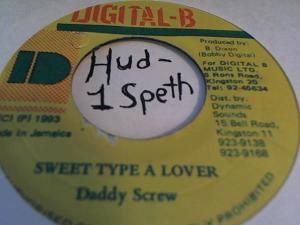 DIGITAL-B
Produced by:
B. Dixon
(Bobby Digital)
For DIGITAL B
MUSIC LTD.
Road,
Kingston 20
Tel: 92-40634
Dist. by:
Dynamic
Sounds
15 Bell Road,
Kingston 11
923-9138
923-9168
Hud-
1 Speth
D
(C) (P) 1993
Made in Jamaica
SWEET TYPE A LOVER
Daddy Screw
PROHIBITED